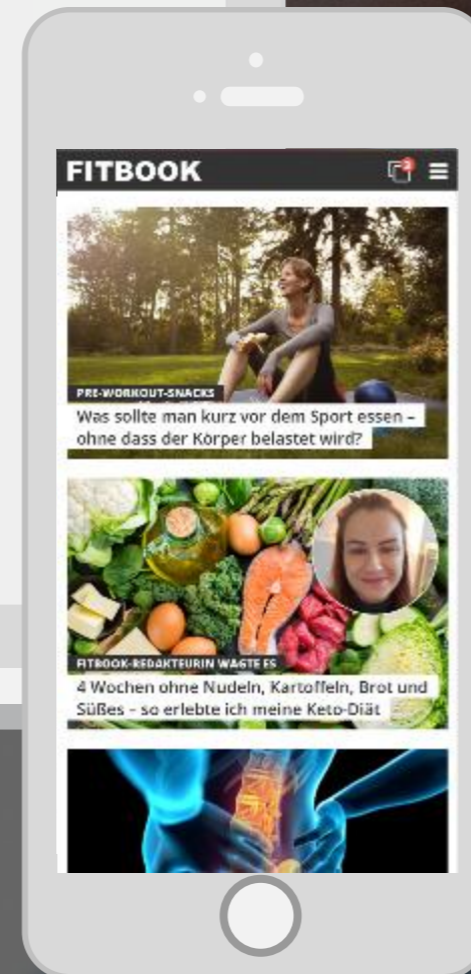 FITBOOK
3
PRE-WORKOUT-SNACKS
Was sollte man kurz vor dem Sport essen –
ohne dass der Körper belastet wird?
FITBOOK-REDAKTEURIN WAGTE ES
4 Wochen ohne Nudeln, Kartoffeln, Brot und
Süßes – so erlebte ich meine Keto-Diät